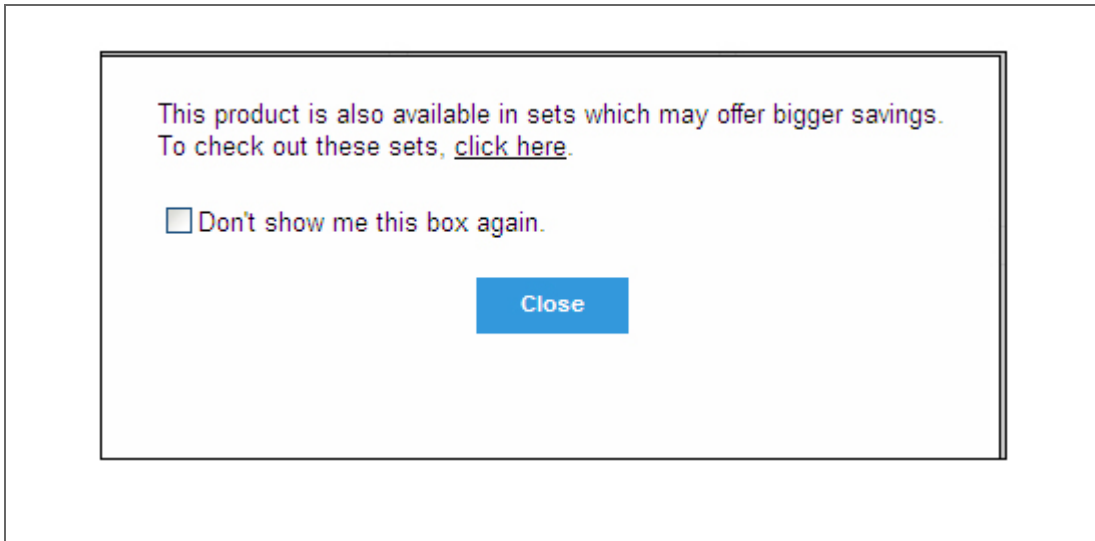 This product is also available in sets which may offer bigger savings.
To check out these sets, click here.
Don't show me this box again.
Close